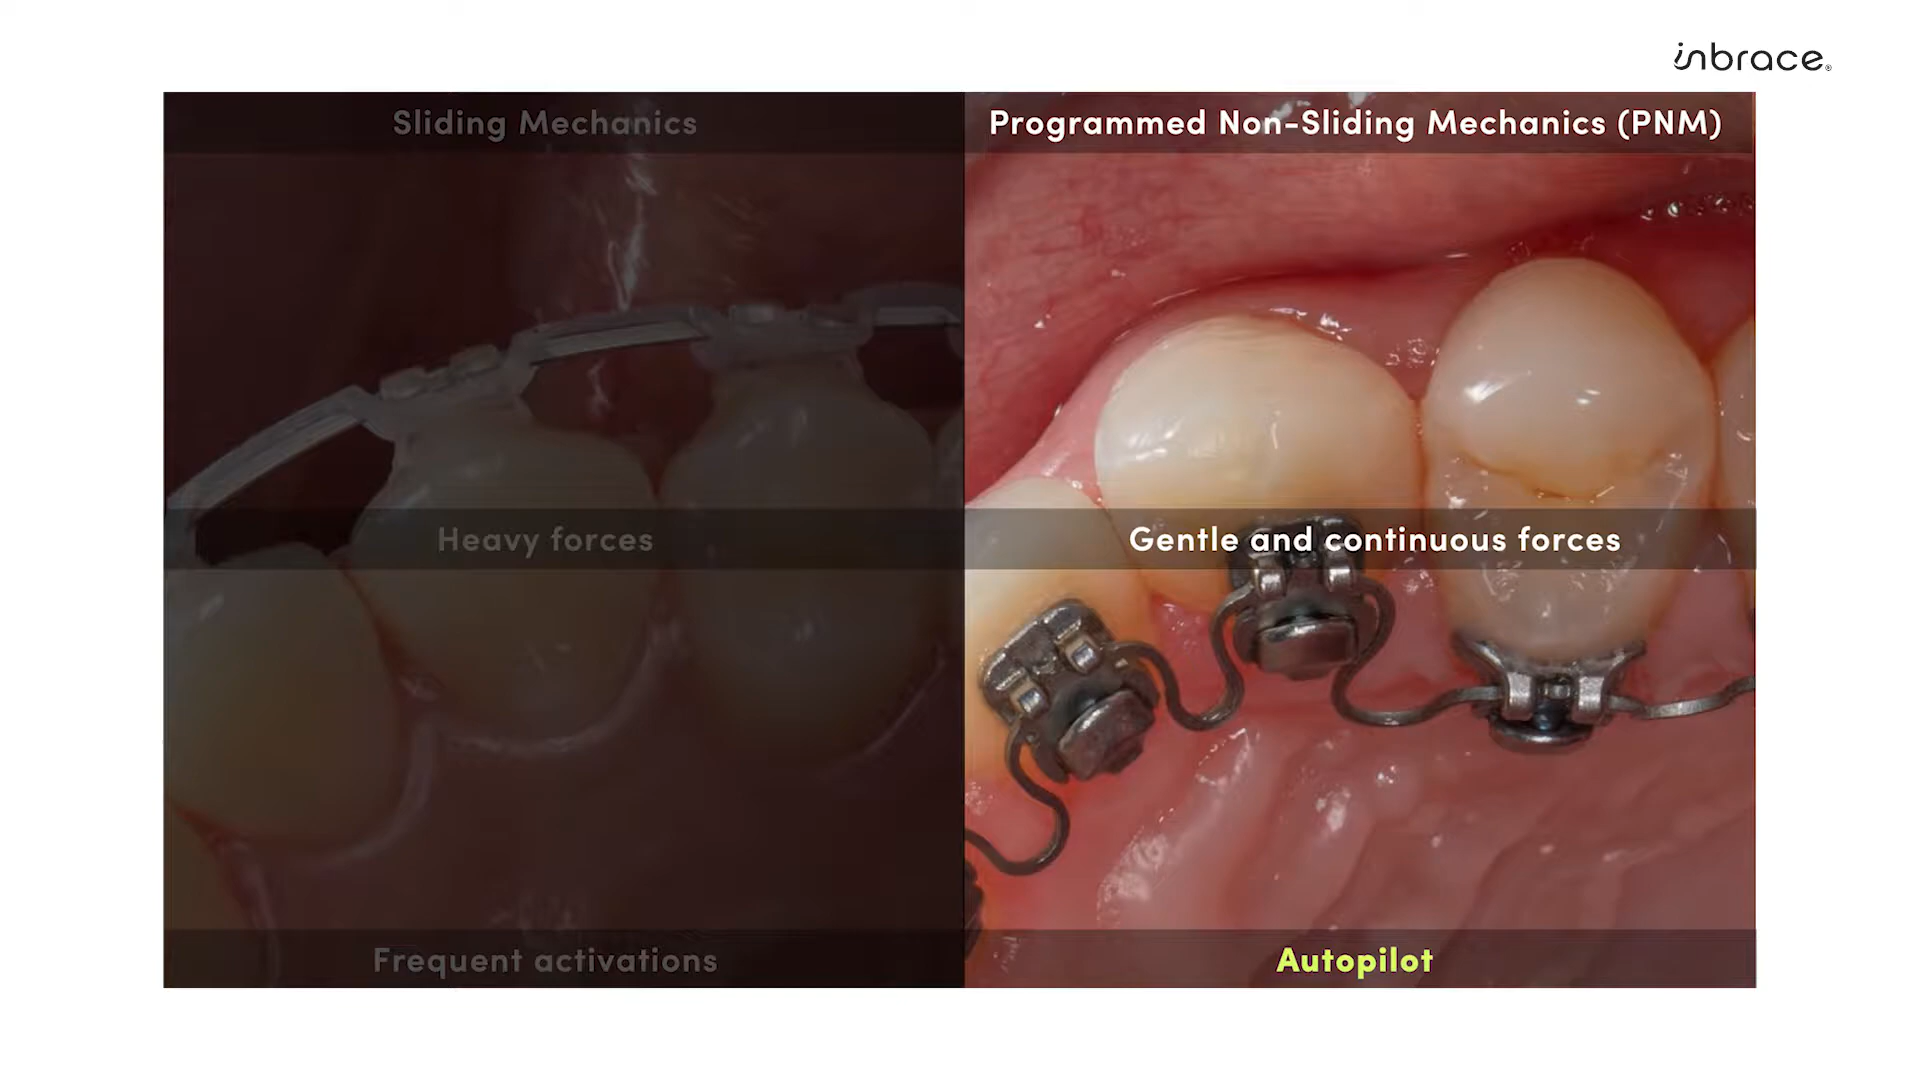 inbrace®
Sliding Mechanics
Programmed Non-Sliding Mechanics (PNM)
Heavy forces
Gentle and continuous forces
Frequent activations
Autopilot